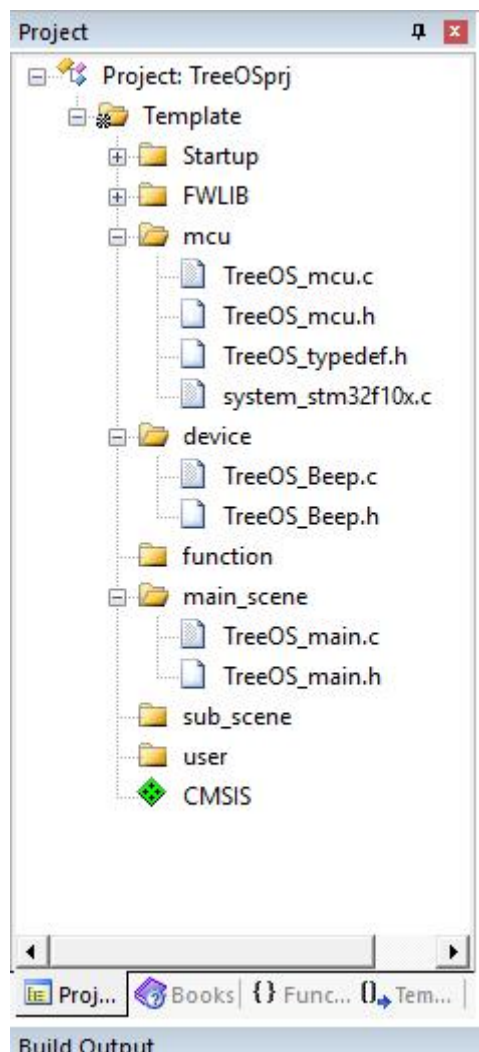 Project
Project: TreeOSprj
Template
Startup
FWLIB
mcu
TreeOS_mcu.c
TreeOS_mcu.h
TreeOS_typedef.h
system_stm32f10x.c
device
TreeOS_Beep.c
TreeOS_Beep.h
function
main_scene
TreeOS_main.c
TreeOS_main.h
sub_scene
user
CMSIS
Proj... Books {} Func... 0 Tem...
Build Output